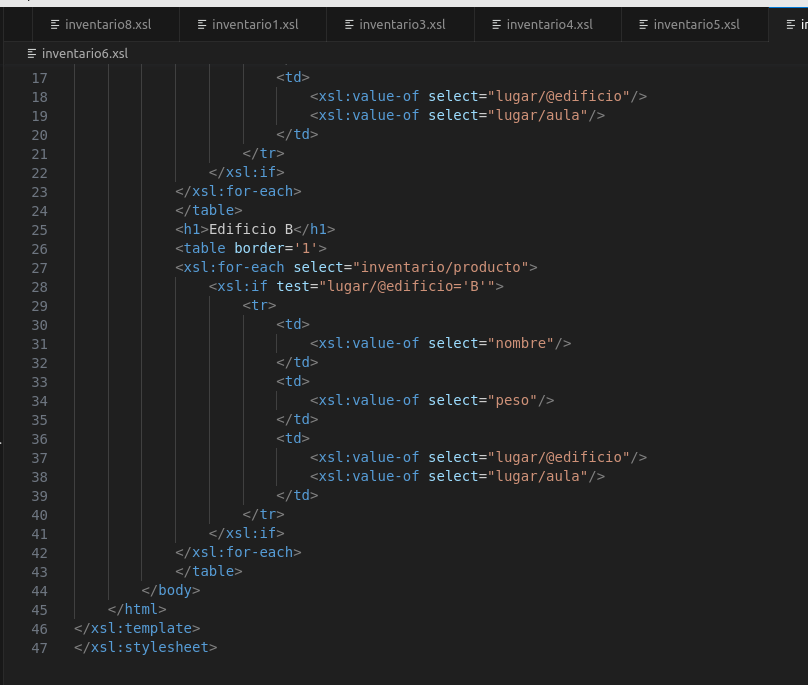 inventario8.xsl inventario1.xsl inventario3.xsl inventario4.xsl inventario5.xsl
inventario6.xsl
17 <td>
18 <xsl:value-of select="lugar/@edificio"/>
19 <xsl:value-of select="lugar/aula"/>
20 </td>
21 </tr>
22 </xsl:if>
23 </xsl:for-each>
24 </table>
25 <h1>Edificio B</h1>
26 <table border='1'>
27 <xsl:for-each select="inventario/producto">
28 <xsl:if test="lugar/@edificio='B'">
29 <tr>
30 <td>
31 <xsl:value-of select="nombre"/>
32 </td>
33 <td>
34 <xsl:value-of select="peso"/>
35 </td>
36 <td>
37 <xsl:value-of select="lugar/@edificio"/>
38 <xsl:value-of select="lugar/aula"/>
39 </td>
40 </tr>
41 </xsl:if>
42 </xsl:for-each>
43 </table>
44 </body>
45 </html>
46 </xsl:template>
47 </xsl:stylesheet>